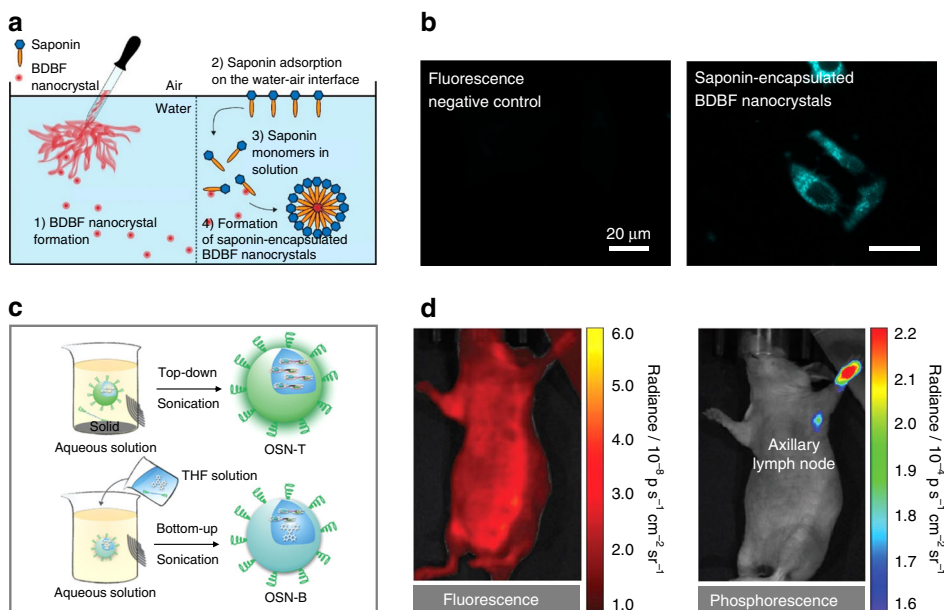 a
Saponin
BDBF
nanocrystal
Air
Water
2) Saponin adsorption
on the water-air interface
3) Saponin
monomers in
solution
1) BDBF nanocrystal
formation
4) Formation
of saponin-encapsulated
BDBF nanocrystals
b
Fluorescence
negative control
20 μm
Saponin-encapsulated
BDBF nanocrystals
c
Solid
Aqueous solution
Top-down
Sonication
OSN-T
THF solution
Aqueous solution
Bottom-up
Sonication
OSN-B
d
Fluorescence
6.0
5.0
4.0
3.0
2.0
1.0
Radiance / 10⁻⁸ p s⁻¹ cm⁻² sr⁻¹
Axillary
lymph node
Phosphorescence
2.2
2.1
2.0
1.9
1.8
1.7
1.6
Radiance / 10⁻⁴ p s⁻¹ cm⁻² sr⁻¹